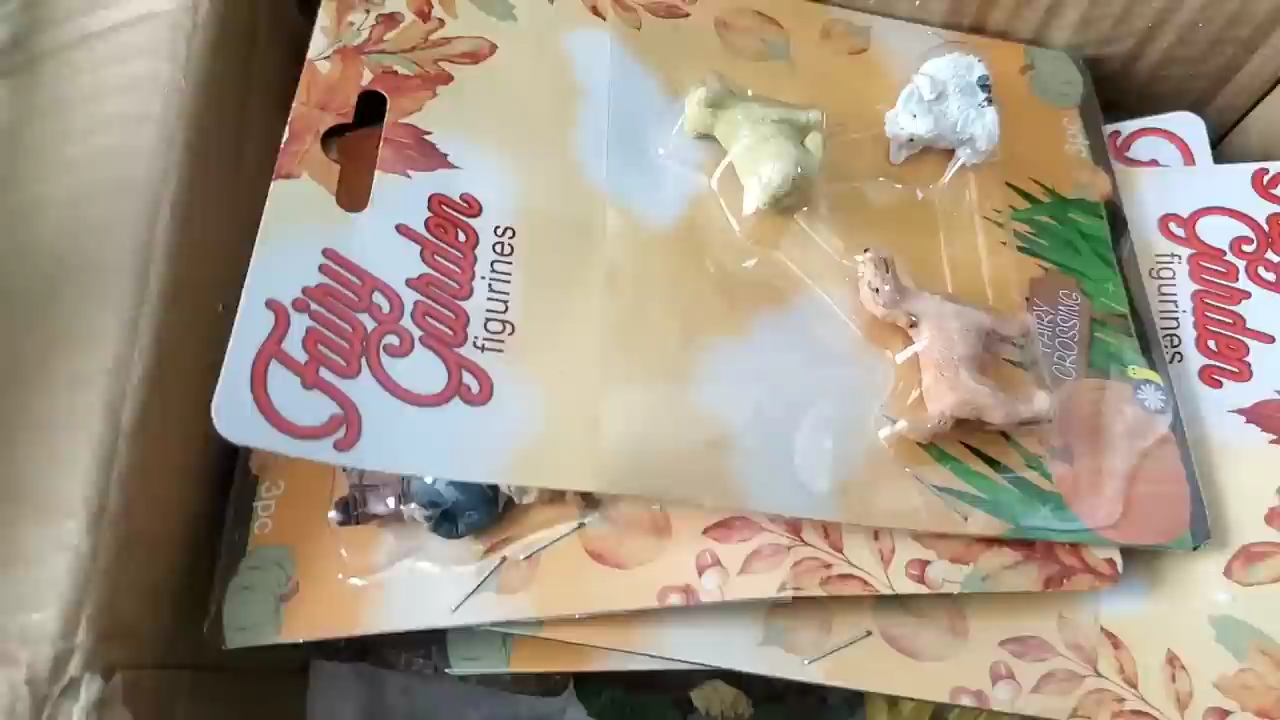 Fairy
Garden
figurines
3pc
FAIRY
CROSSING
3pc
Garden
figurines